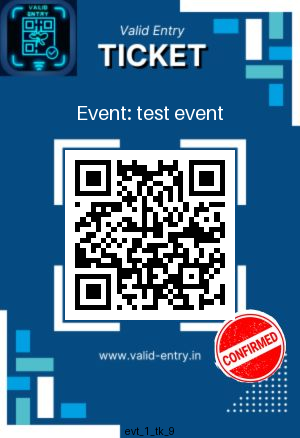 VALID
ENTRY
Valid Entry
TICKET
Event: test event
www.valid-entry.in
CONFIRMED
evt_1_tk_9